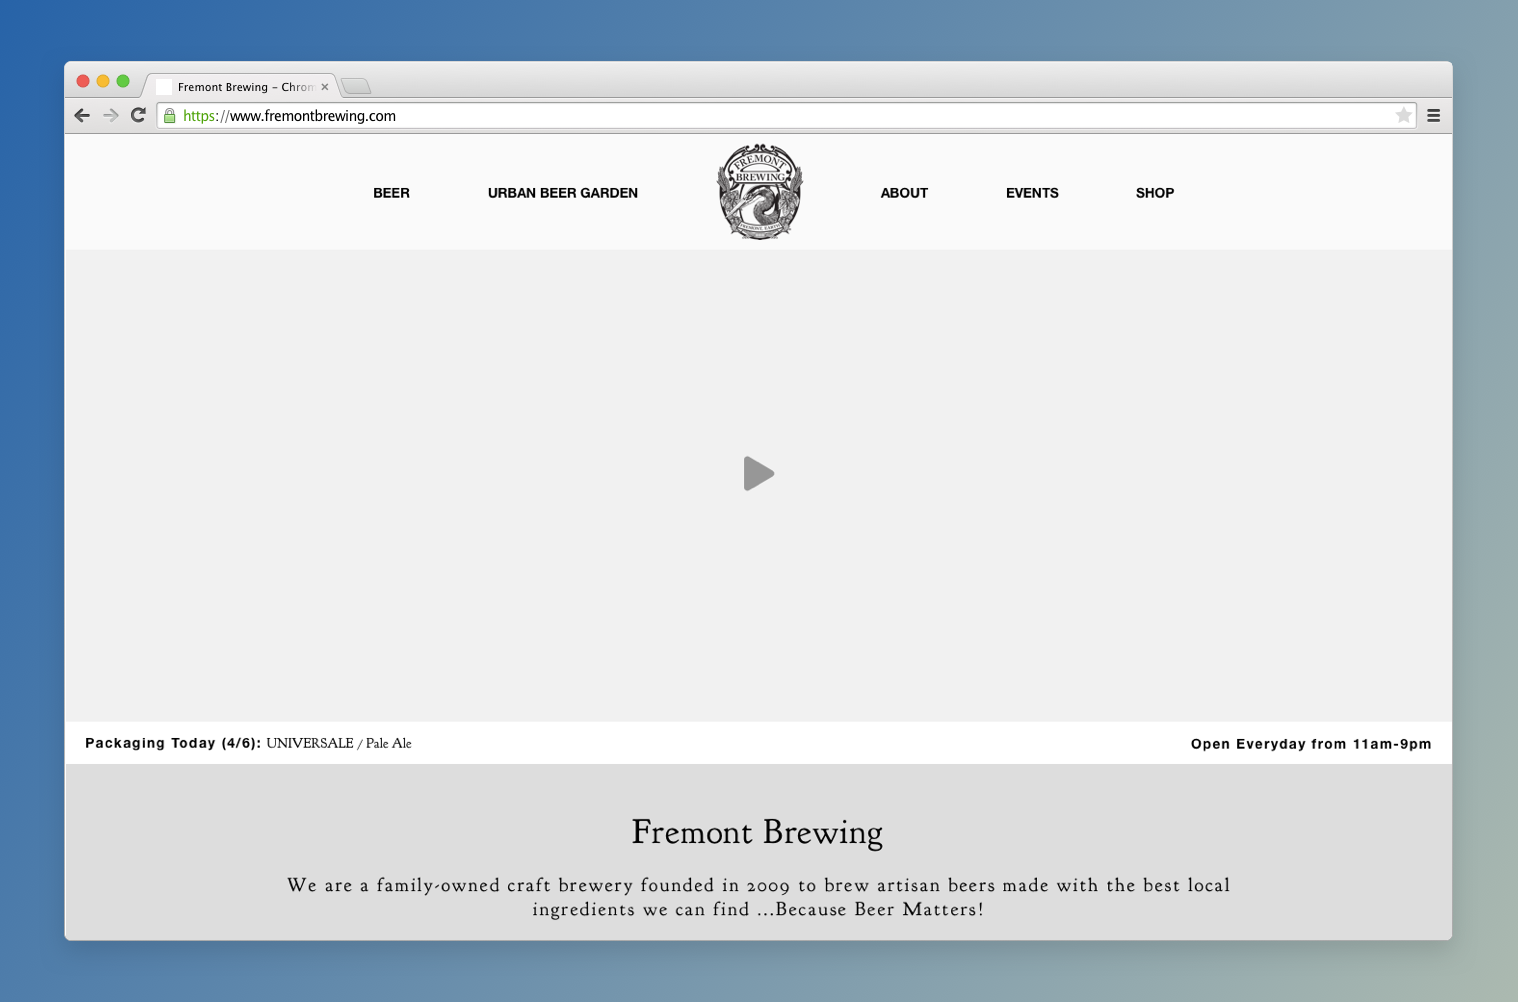 Fremont Brewing – Chrom
https://www.fremontbrewing.com
BEER
URBAN BEER GARDEN
FREMONT
BREWING
ABOUT
EVENTS
SHOP
Packaging Today (4/6): UNIVERSALE / Pale Ale
Open Everyday from 11am-9pm
Fremont Brewing
We are a family-owned craft brewery founded in 2009 to brew artisan beers made with the best local
ingredients we can find ...Because Beer Matters!